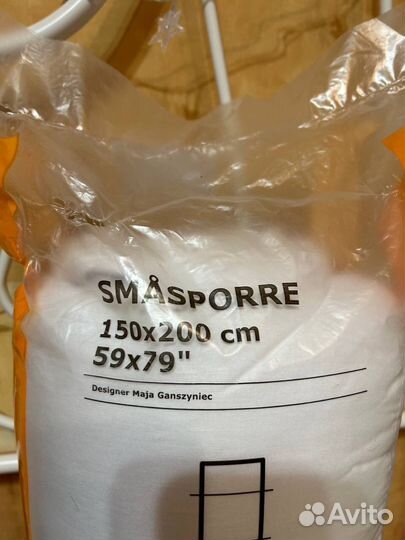 SMÅSPORRE
150x200 cm
59x79"
Designer Maja Ganszyniec
Avito